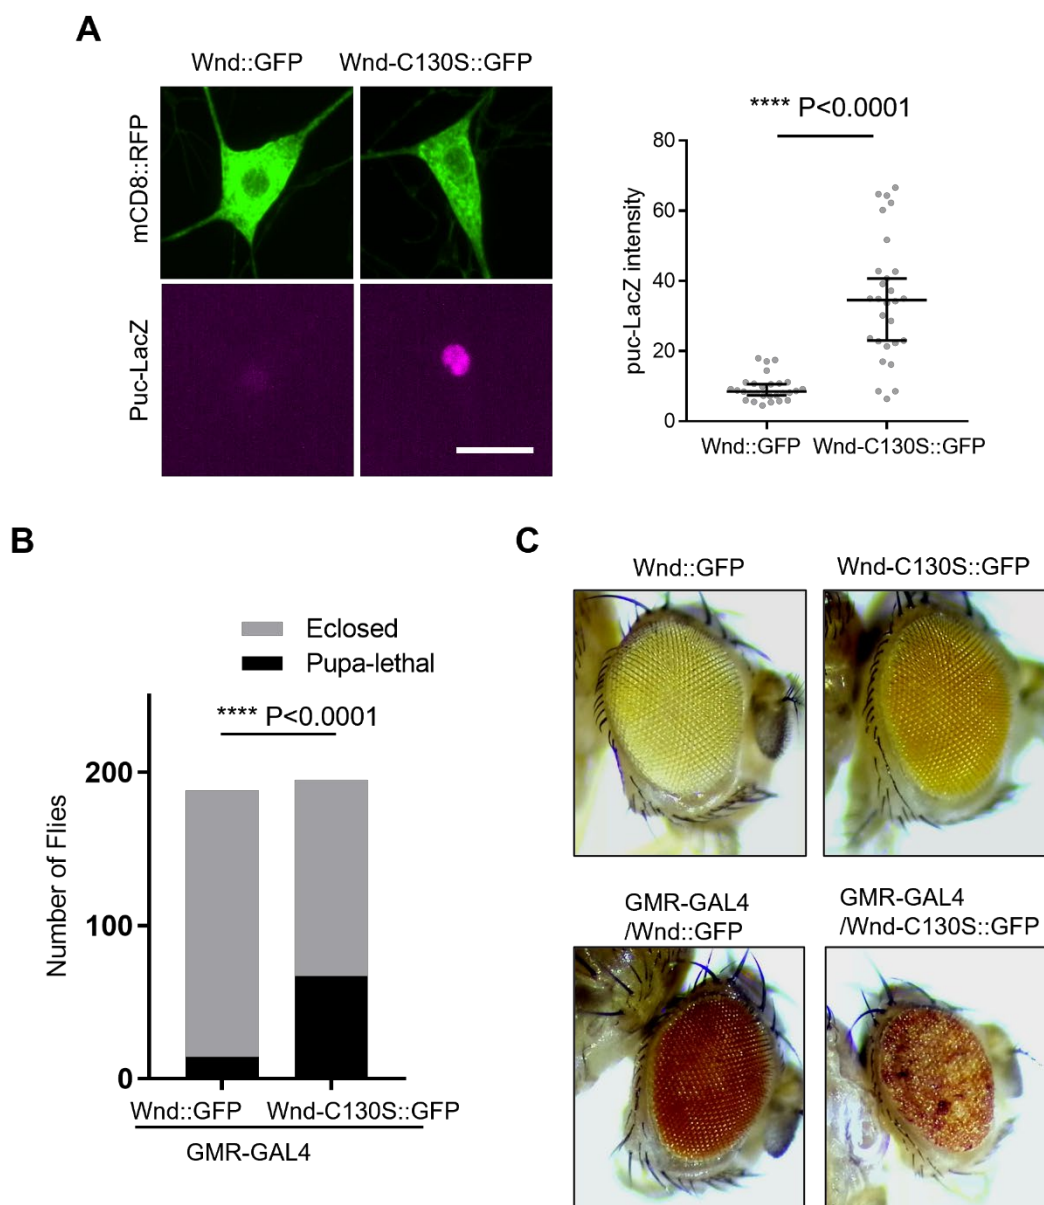 A
Wnd::GFP Wnd-C130S::GFP
mCD8::RFP
Puc-LacZ
**** P<0.0001
puc-LacZ intensity
80
60
40
20
0
Wnd::GFP Wnd-C130S::GFP
B
Eclosed
Pupa-lethal
**** P<0.0001
Number of Flies
200
100
0
Wnd::GFP Wnd-C130S::GFP
GMR-GAL4
C
Wnd::GFP Wnd-C130S::GFP
GMR-GAL4
/Wnd::GFP
GMR-GAL4
/Wnd-C130S::GFP